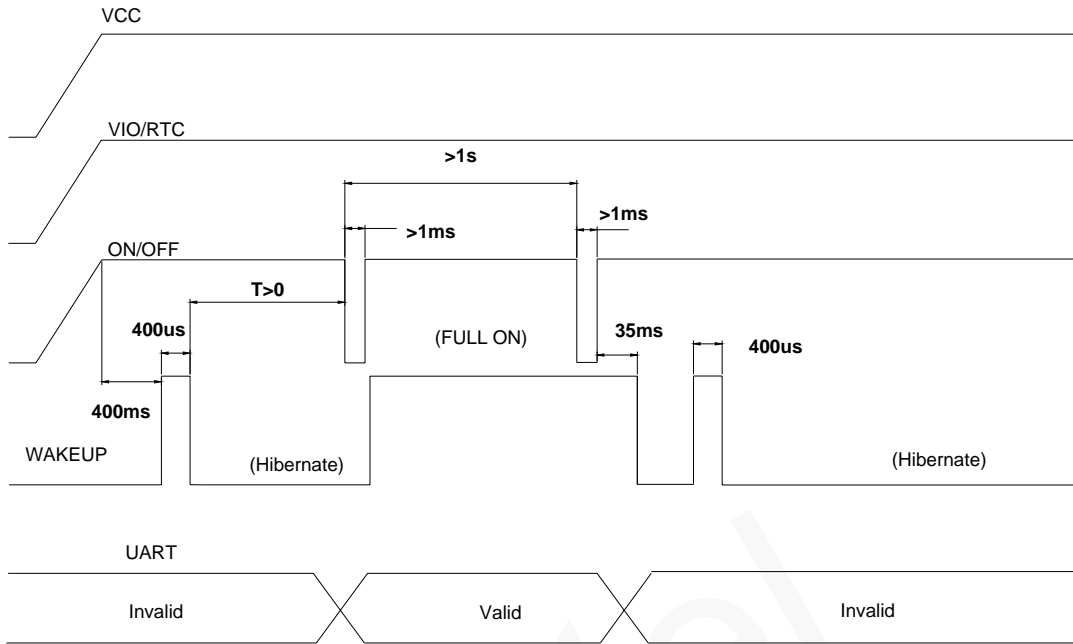 VCC
VIO/RTC
>1s
>1ms
>1ms
ON/OFF
T>0
400us
(FULL ON)
35ms
400us
400ms
WAKEUP
(Hibernate)
(Hibernate)
UART
Invalid
Valid
Invalid